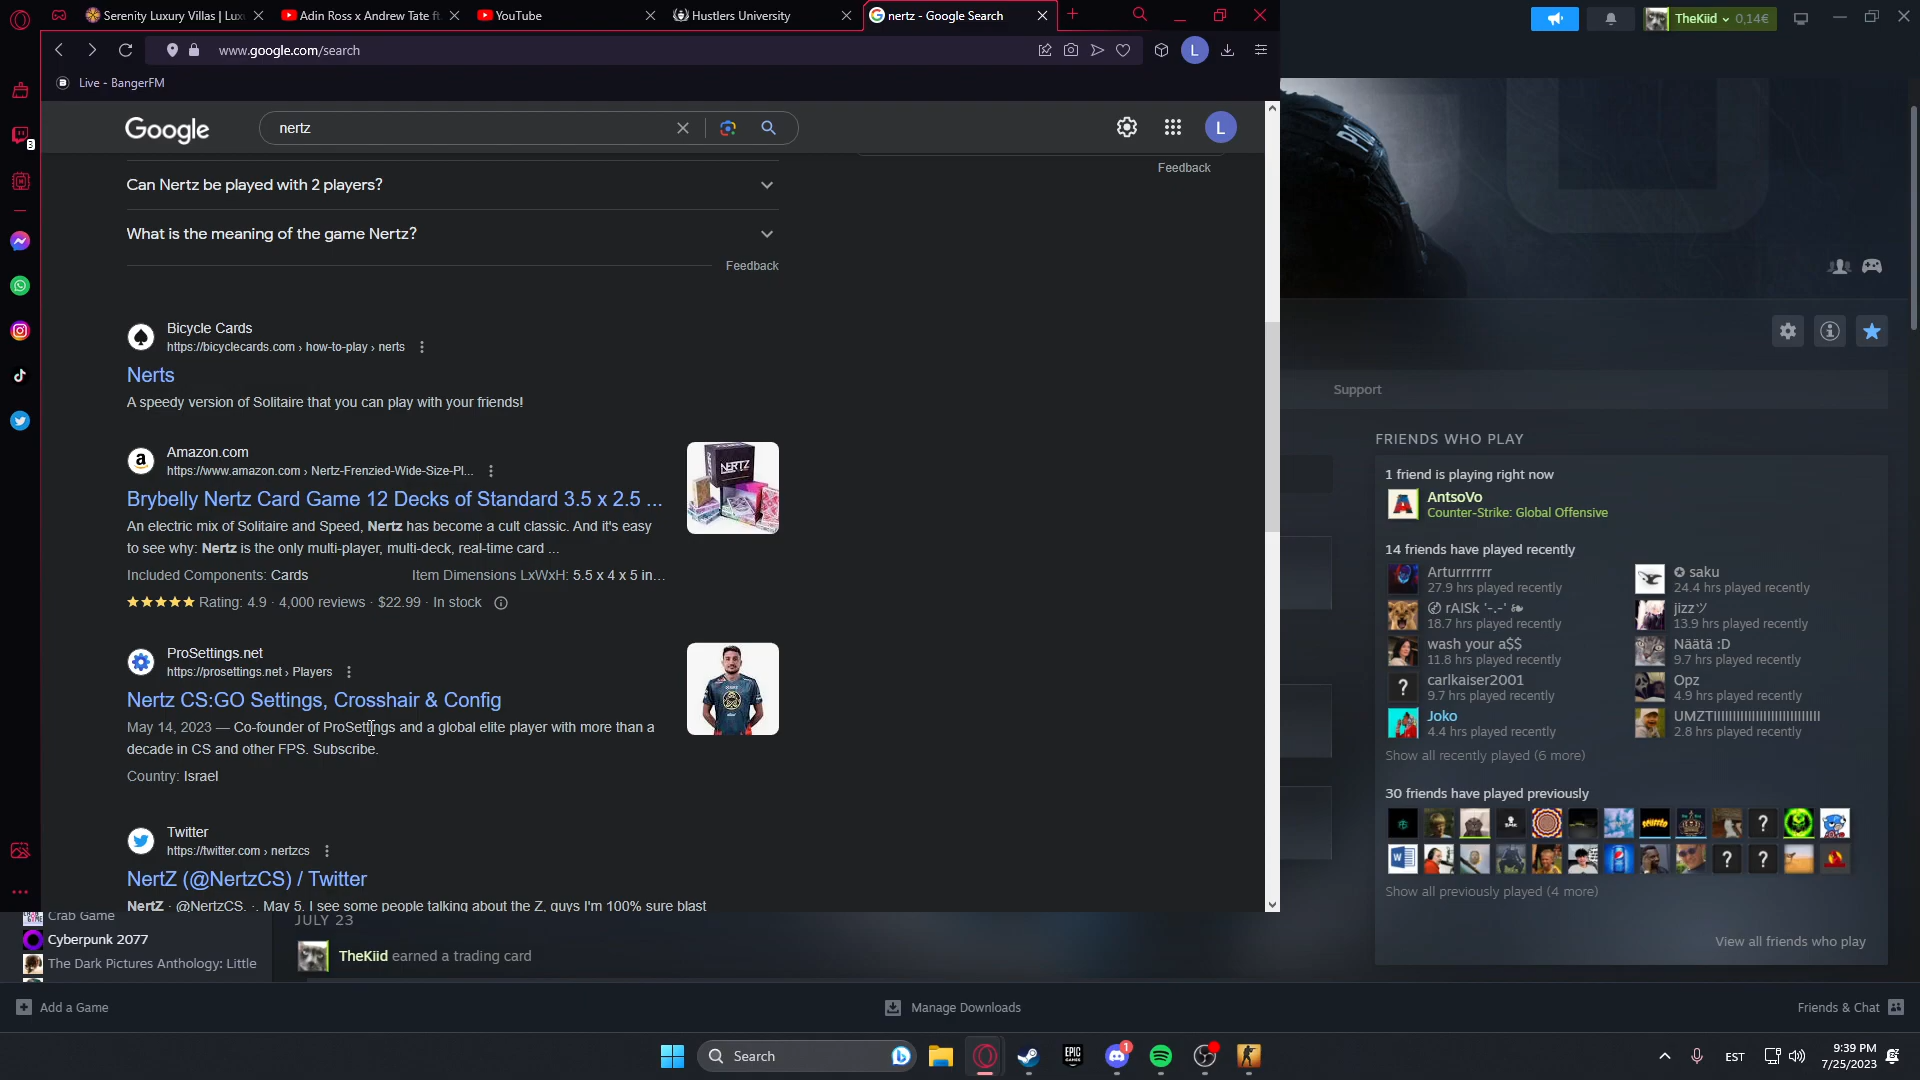 Serenity Luxury Villas | Lux
Adin Ross x Andrew Tate ft
YouTube
Hustlers University
nertz - Google Search
TheKiid
0,14€
www.google.com/search
L
Live - BangerFM
3
Google
nertz
L
Feedback
Can Nertz be played with 2 players?
What is the meaning of the game Nertz?
Feedback
Bicycle Cards
https://bicyclecards.com › how-to-play › nerts
Nerts
A speedy version of Solitaire that you can play with your friends!
Amazon.com
https://www.amazon.com › Nertz-Frenzied-Wide-Size-Pl...
Brybelly Nertz Card Game 12 Decks of Standard 3.5 x 2.5 ...
An electric mix of Solitaire and Speed, Nertz has become a cult classic. And it's easy
to see why: Nertz is the only multi-player, multi-deck, real-time card ...
Included Components: Cards
Item Dimensions LxWxH: 5.5 x 4 x 5 in...
Rating: 4.9 · 4,000 reviews · $22.99 · In stock
NERTZ
ProSettings.net
https://prosettings.net › Players
Nertz CS:GO Settings, Crosshair & Config
May 14, 2023 — Co-founder of ProSettings and a global elite player with more than a
decade in CS and other FPS. Subscribe.
Country: Israel
Twitter
https://twitter.com › nertzcs
NertZ (@NertzCS) / Twitter
NertZ · @NertzCS. ·. May 5. I see some people talking about the Z, guys I'm 100% sure blast
Support
FRIENDS WHO PLAY
1 friend is playing right now
AntsoVo
Counter-Strike: Global Offensive
14 friends have played recently
Arturrrrrrr
27.9 hrs played recently
✪ saku
24.4 hrs played recently
rAISk '-.-' ❧
18.7 hrs played recently
jizzツ
13.9 hrs played recently
wash your a$$
11.8 hrs played recently
Näätä :D
9.7 hrs played recently
carlkaiser2001
9.7 hrs played recently
Opz
4.9 hrs played recently
Joko
4.4 hrs played recently
2.8 hrs played recently
Show all recently played (6 more)
30 friends have played previously
Show all previously played (4 more)
View all friends who play
Crab Game
Cyberpunk 2077
The Dark Pictures Anthology: Little
JULY 23
TheKiid earned a trading card
Add a Game
Manage Downloads
Friends & Chat
Search
EPIC GAMES
1
EST
9:39 PM
7/25/2023